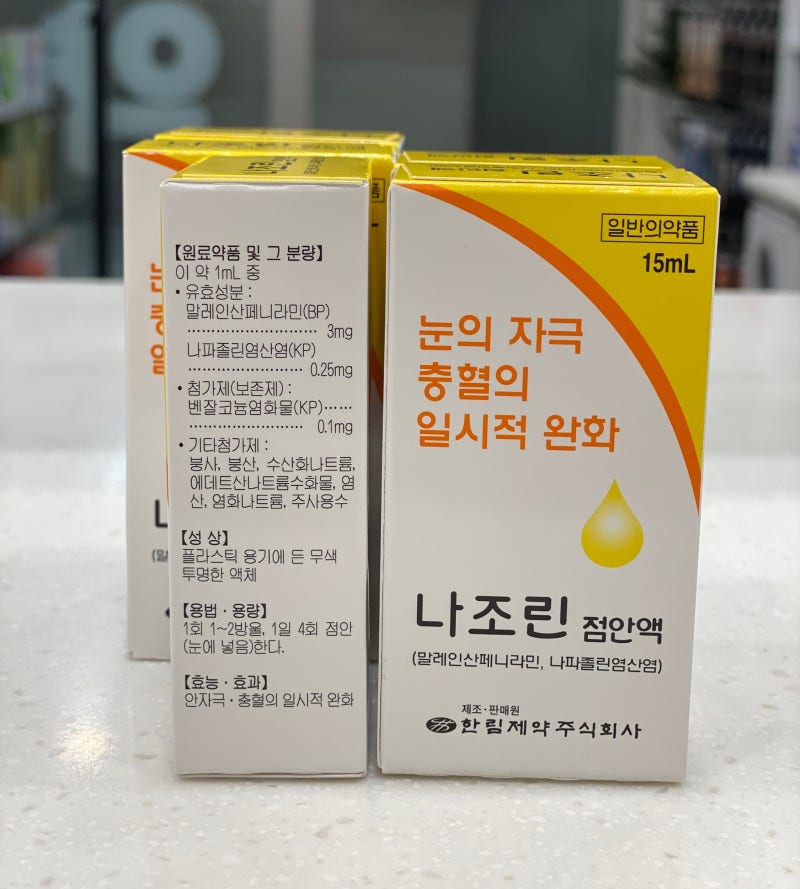 【원료약품 및 그 분량】
이 약 1mL 중
• 유효성분 :
말레인산페니라민(BP)
…………………… 3mg
나파졸린염산염(KP)
………………… 0.25mg
• 첨가제(보존제) :
벤잘코늄염화물(KP)……
………………… 0.1mg
• 기타첨가제 :
붕사, 붕산, 수산화나트륨,
에데트산나트륨수화물, 염
산, 염화나트륨, 주사용수
【성 상】
플라스틱 용기에 든 무색
투명한 액체
【용법 · 용량】
1회 1~2방울, 1일 4회 점안
(눈에 넣음)한다.
【효능 · 효과】
안자극 · 충혈의 일시적 완화
일반의약품
15mL
눈의 자극
충혈의
일시적 완화
나조린 점안액
(말레인산페니라민, 나파졸린염산염)
제조 · 판매원
한림제약주식회사